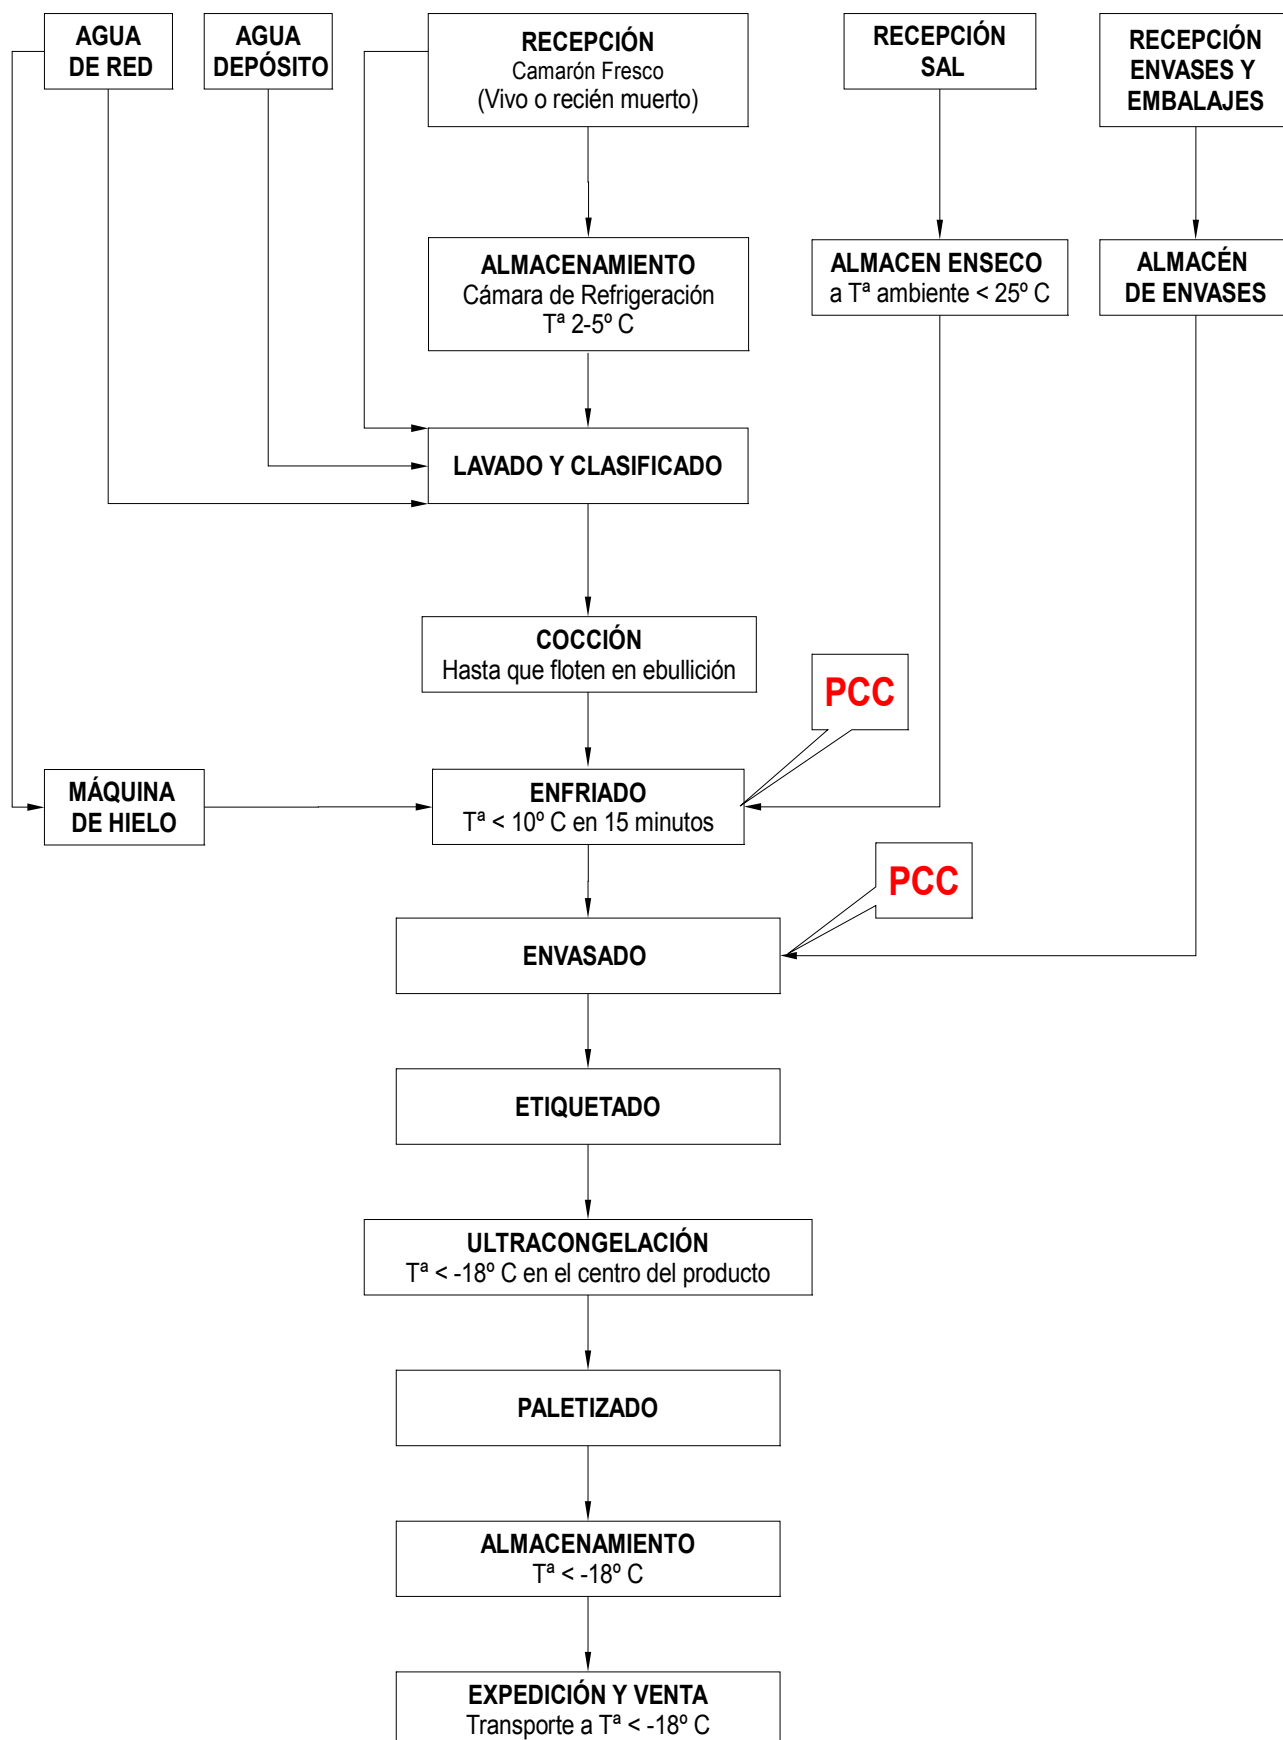 AGUA
DE RED
AGUA
DEPÓSITO
RECEPCIÓN
Camarón Fresco
(Vivo o recién muerto)
RECEPCIÓN
SAL
RECEPCIÓN
ENVASES Y
EMBALAJES
ALMACENAMIENTO
Cámara de Refrigeración
Tª 2-5º C
ALMACEN ENSECO
a Tª ambiente < 25º C
ALMACÉN
DE ENVASES
LAVADO Y CLASIFICADO
COCCIÓN
Hasta que floten en ebullición
PCC
MÁQUINA
DE HIELO
ENFRIADO
Tª < 10º C en 15 minutos
PCC
ENVASADO
ETIQUETADO
ULTRACONGELACIÓN
Tª < -18º C en el centro del producto
PALETIZADO
ALMACENAMIENTO
Tª < -18º C
EXPEDICIÓN Y VENTA
Transporte a Tª < -18º C